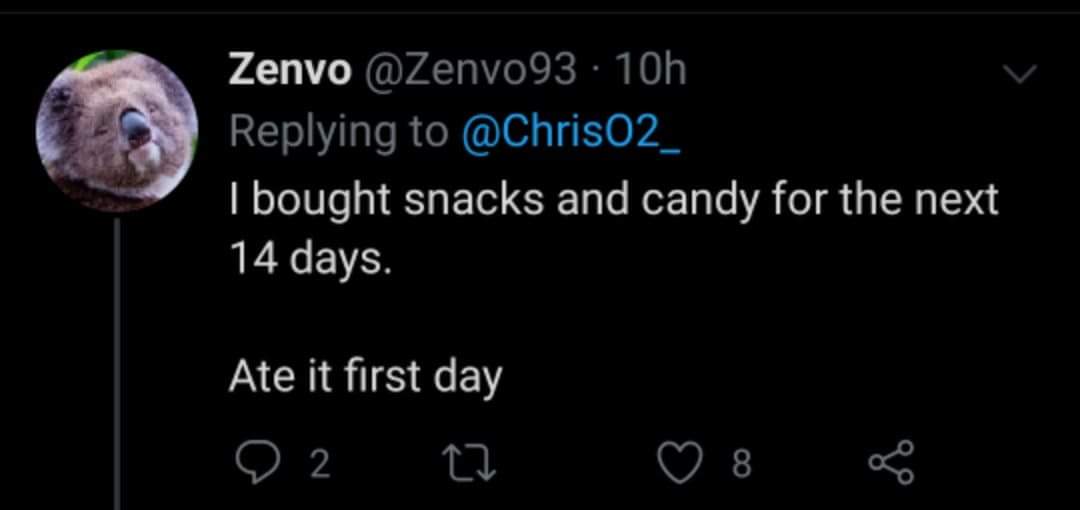 Zenvo @Zenvo93 · 10h
Replying to @ChrisO2_
I bought snacks and candy for the next
14 days.
Ate it first day
2 8